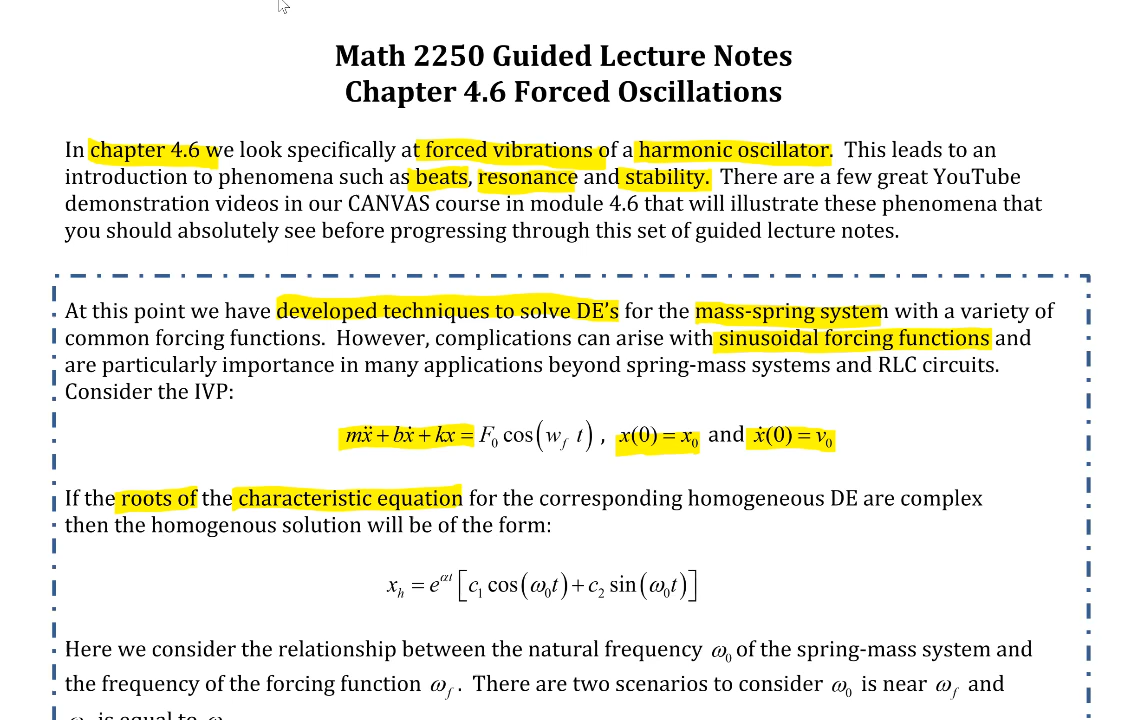 Math 2250 Guided Lecture Notes
Chapter 4.6 Forced Oscillations
In chapter 4.6 we look specifically at forced vibrations of a harmonic oscillator. This leads to an
introduction to phenomena such as beats, resonance and stability. There are a few great YouTube
demonstration videos in our CANVAS course in module 4.6 that will illustrate these phenomena that
you should absolutely see before progressing through this set of guided lecture notes.
At this point we have developed techniques to solve DE’s for the mass-spring system with a variety of
common forcing functions. However, complications can arise with sinusoidal forcing functions and
are particularly importance in many applications beyond spring-mass systems and RLC circuits.
Consider the IVP:
mẍ + bẋ + kx = F₀ cos(w_f t) , x(0) = x₀ and ẋ(0) = v₀
If the roots of the characteristic equation for the corresponding homogeneous DE are complex
then the homogenous solution will be of the form:
x_h = e^{αt} [c₁ cos(ω₀t) + c₂ sin(ω₀t)]
Here we consider the relationship between the natural frequency ω₀ of the spring-mass system and
the frequency of the forcing function ω_f . There are two scenarios to consider ω₀ is near ω_f and
is equal to